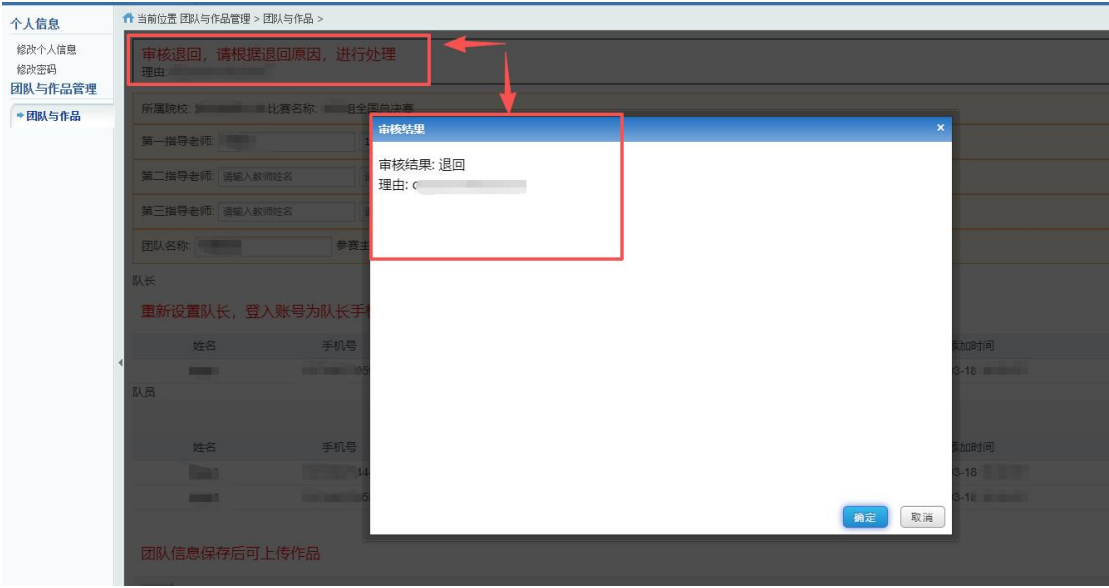 个人信息
修改个人信息
修改密码
团队与作品管理
团队与作品
当前位置 团队与作品管理 > 团队与作品 >
审核退回，请根据退回原因，进行处理
理由:
所属院校: 比赛名称: 全国总决赛
第一指导老师:
第二指导老师: 请输入教师姓名
第三指导老师: 请输入教师姓名
团队名称: 参赛主
队长
重新设置队长，登入账号为队长手
姓名 手机号 添加时间
03-18
队员
姓名 手机号 添加时间
03-18
03-18
团队信息保存后可上传作品
审核结果 ×
审核结果: 退回
理由:
确定 取消